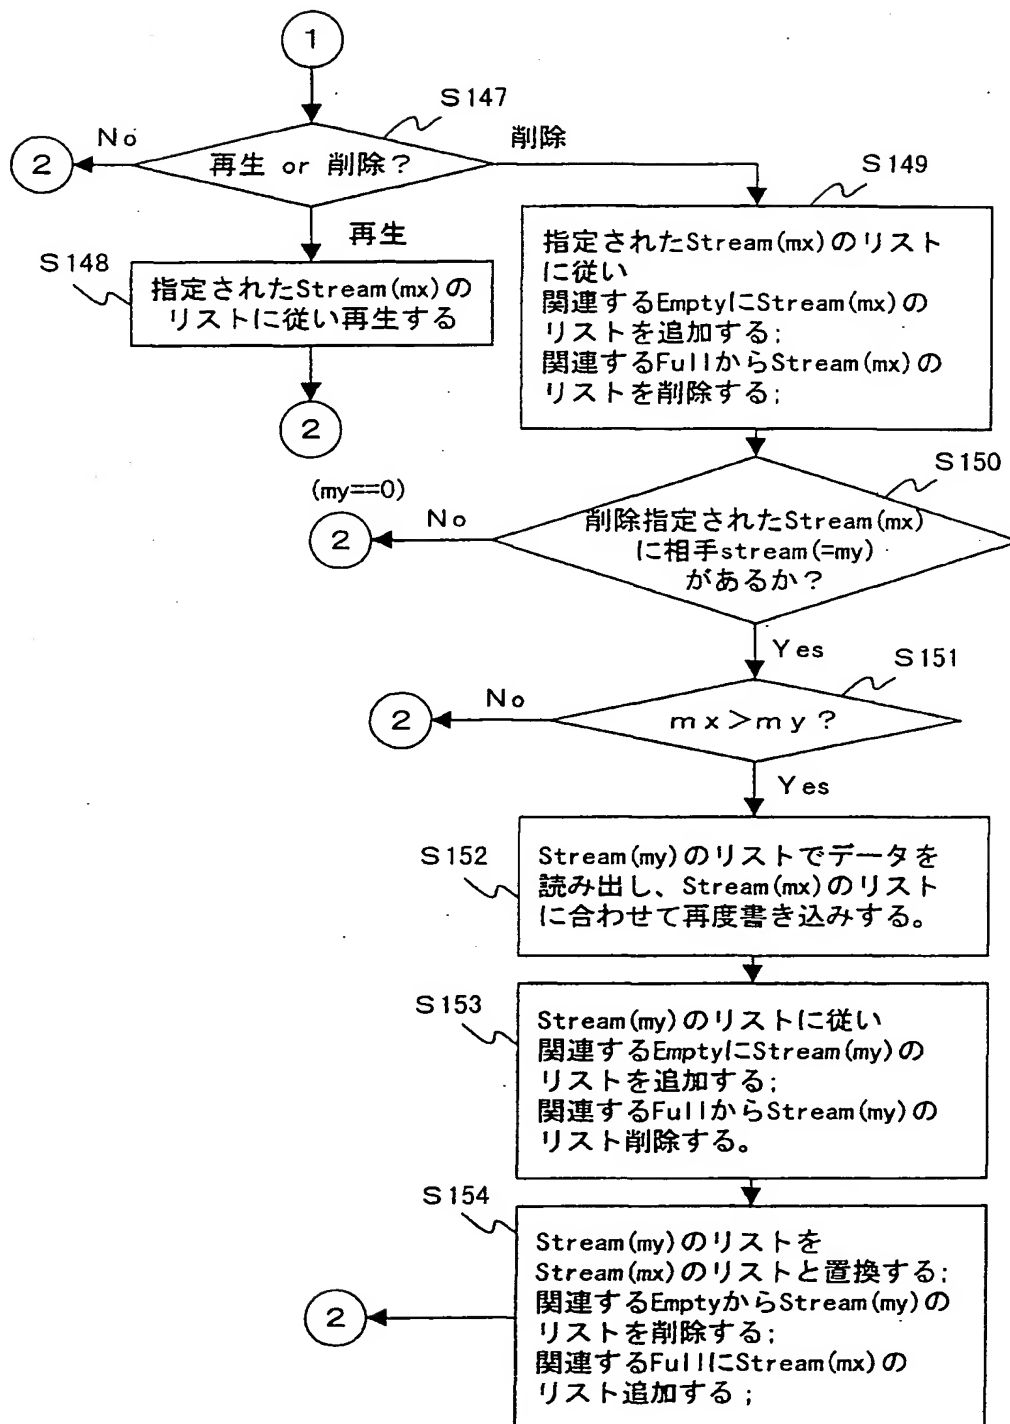 1
S147
No
2
再生 or 削除?
削除
再生
S148
指定されたStream(mx)の
リストに従い再生する
2
S149
指定されたStream(mx)のリスト
に従い
関連するEmptyにStream(mx)の
リストを追加する;
関連するFullからStream(mx)の
リストを削除する;
S150
(my==0)
2
No
削除指定されたStream(mx)
に相手stream(=my)
があるか?
Yes
S151
2
No
mx>my?
Yes
S152
Stream(my)のリストでデータを
読み出し、Stream(mx)のリスト
に合わせて再度書き込みする。
S153
Stream(my)のリストに従い
関連するEmptyにStream(my)の
リストを追加する;
関連するFullからStream(my)の
リスト削除する。
S154
Stream(my)のリストを
Stream(mx)のリストと置換する;
関連するEmptyからStream(my)の
リストを削除する;
関連するFullにStream(mx)の
リスト追加する;
2